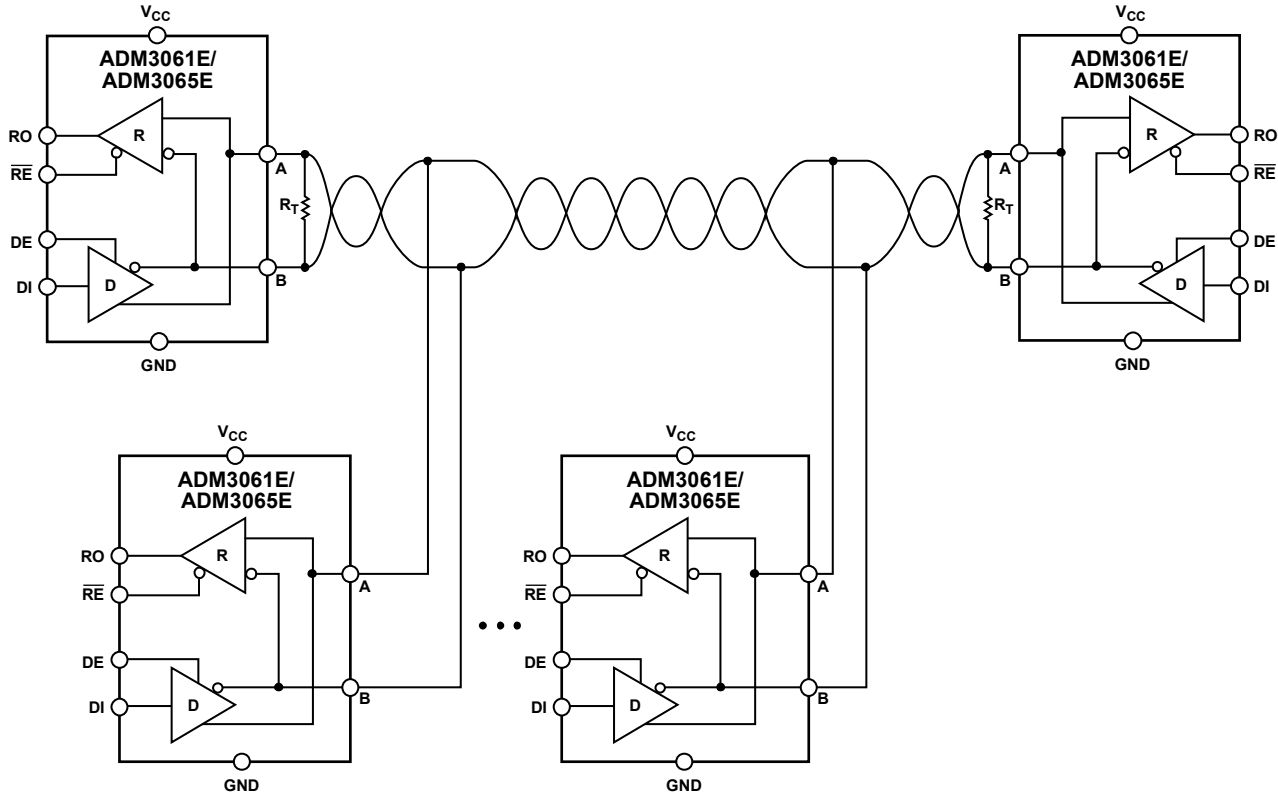 VCC
ADM3061E/
ADM3065E
R
RO
RE
DE
DI
D
A
B
RT
GND
VCC
ADM3061E/
ADM3065E
R
RO
RE
DE
DI
D
A
B
RT
GND
VCC
ADM3061E/
ADM3065E
R
RO
RE
DE
DI
D
A
B
GND
•••
VCC
ADM3061E/
ADM3065E
R
RO
RE
DE
DI
D
A
B
GND